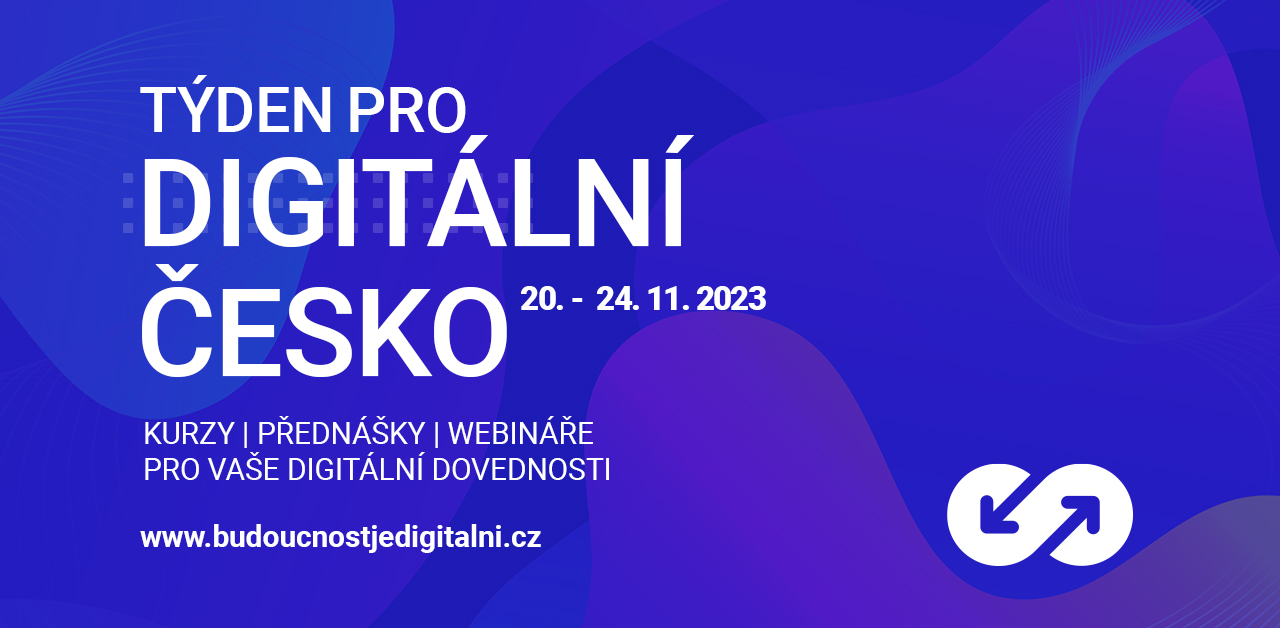 TÝDEN PRO
DIGITÁLNÍ
ČESKO
20. - 24. 11. 2023
KURZY | PŘEDNÁŠKY | WEBINÁŘE
PRO VAŠE DIGITÁLNÍ DOVEDNOSTI
www.budoucnostjedigitalni.cz